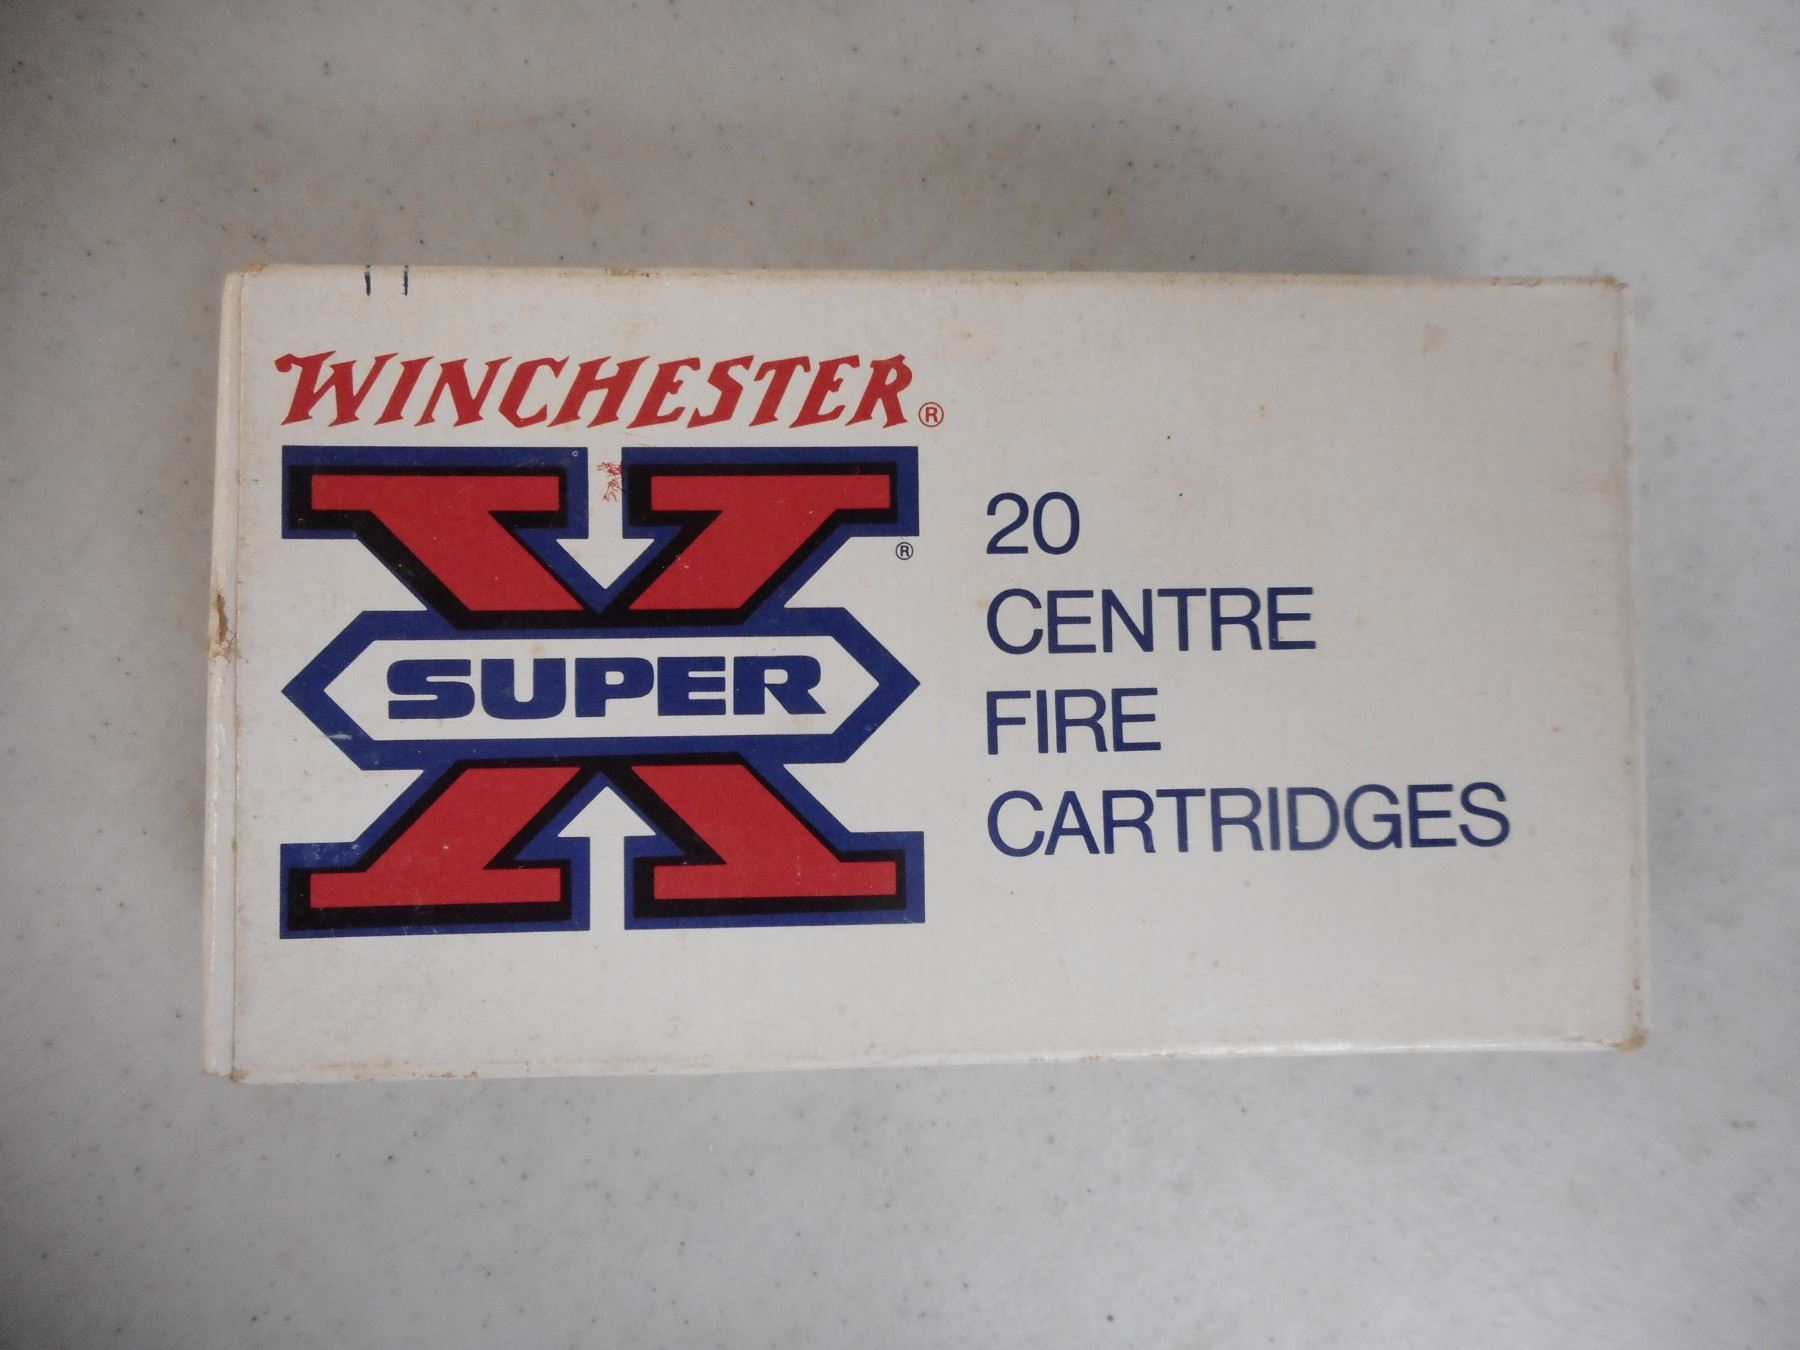 WINCHESTER®
®
SUPER
20
CENTRE
FIRE
CARTRIDGES